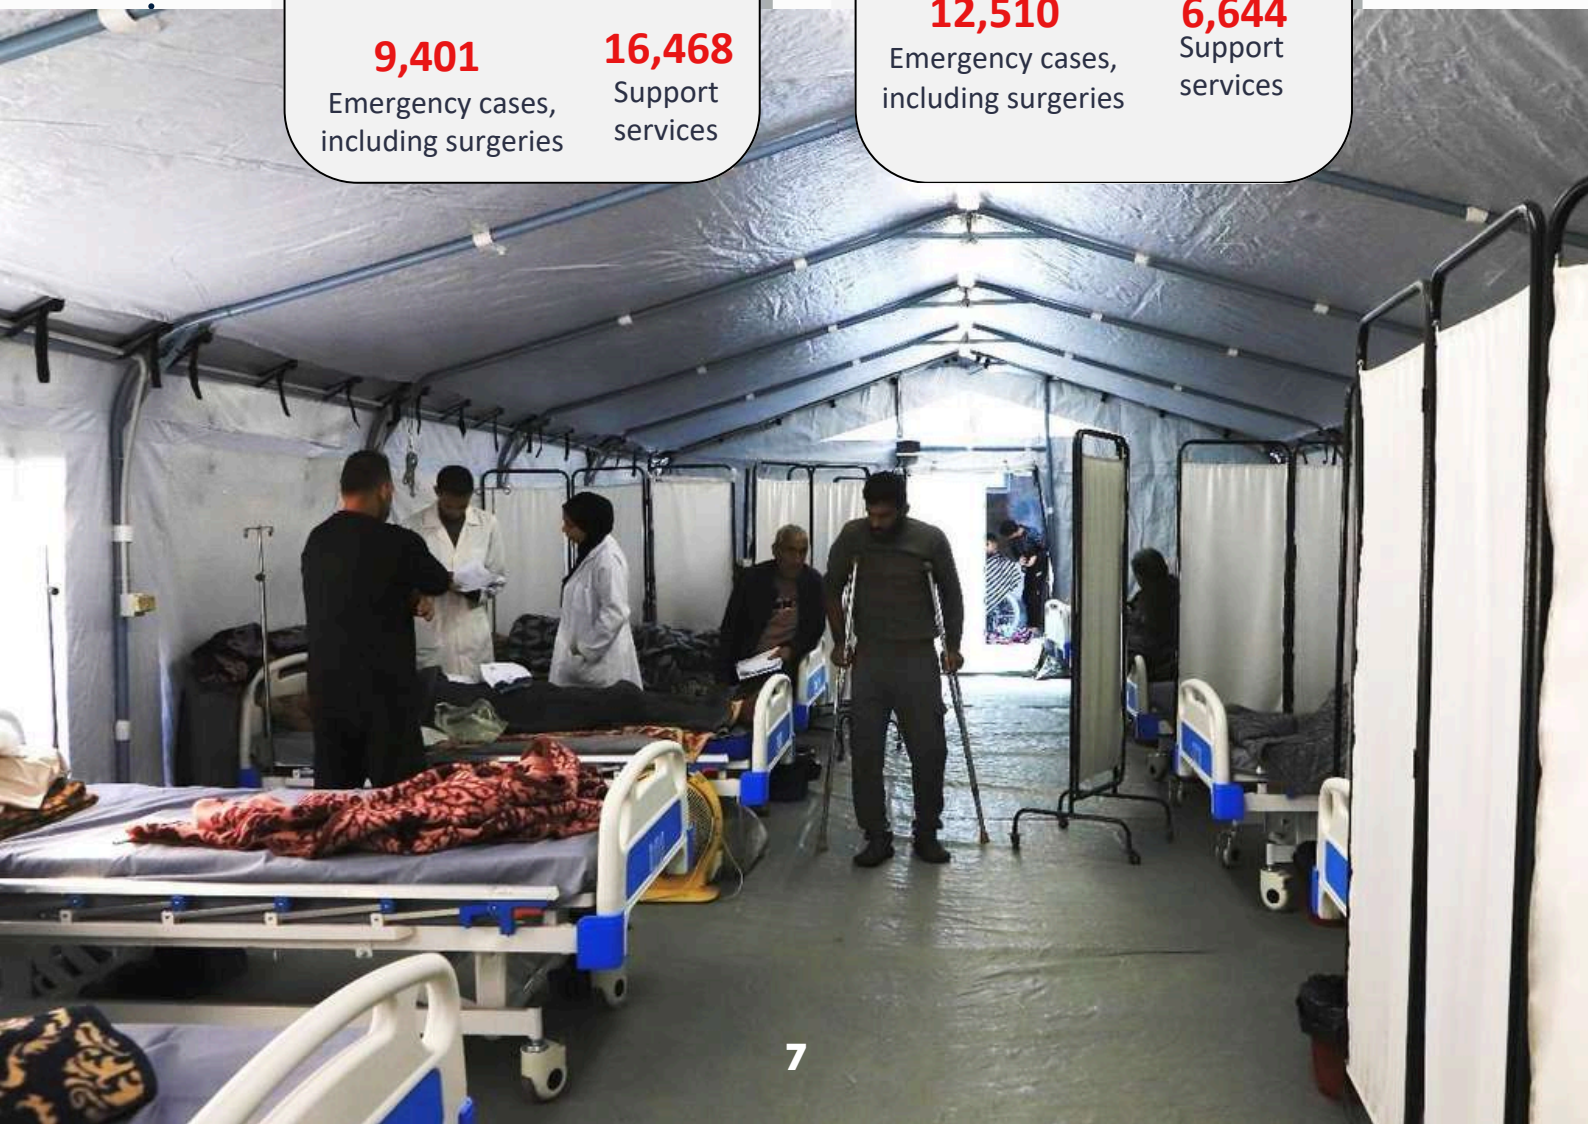 9,401
Emergency cases,
including surgeries
16,468
Support
services
12,510
Emergency cases,
including surgeries
6,644
Support
services
7